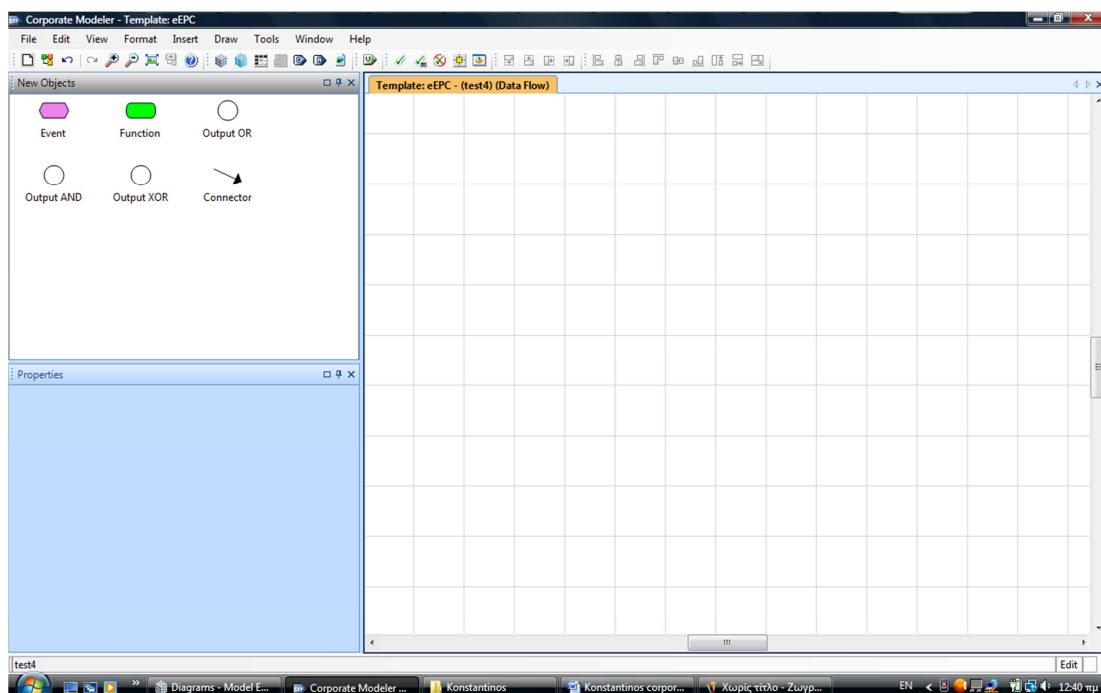 Corporate Modeler - Template: eEPC
File Edit View Format Insert Draw Tools Window Help
New Objects
Template: eEPC - (test4) (Data Flow)
Event Function Output OR
Output AND Output XOR Connector
Properties
test4 Edit
Diagrams - Model E... Corporate Modeler ... Konstantinos Konstantinos corpor... Χωρίς τίτλο - Ζωγρ... EN 12:40 πμ